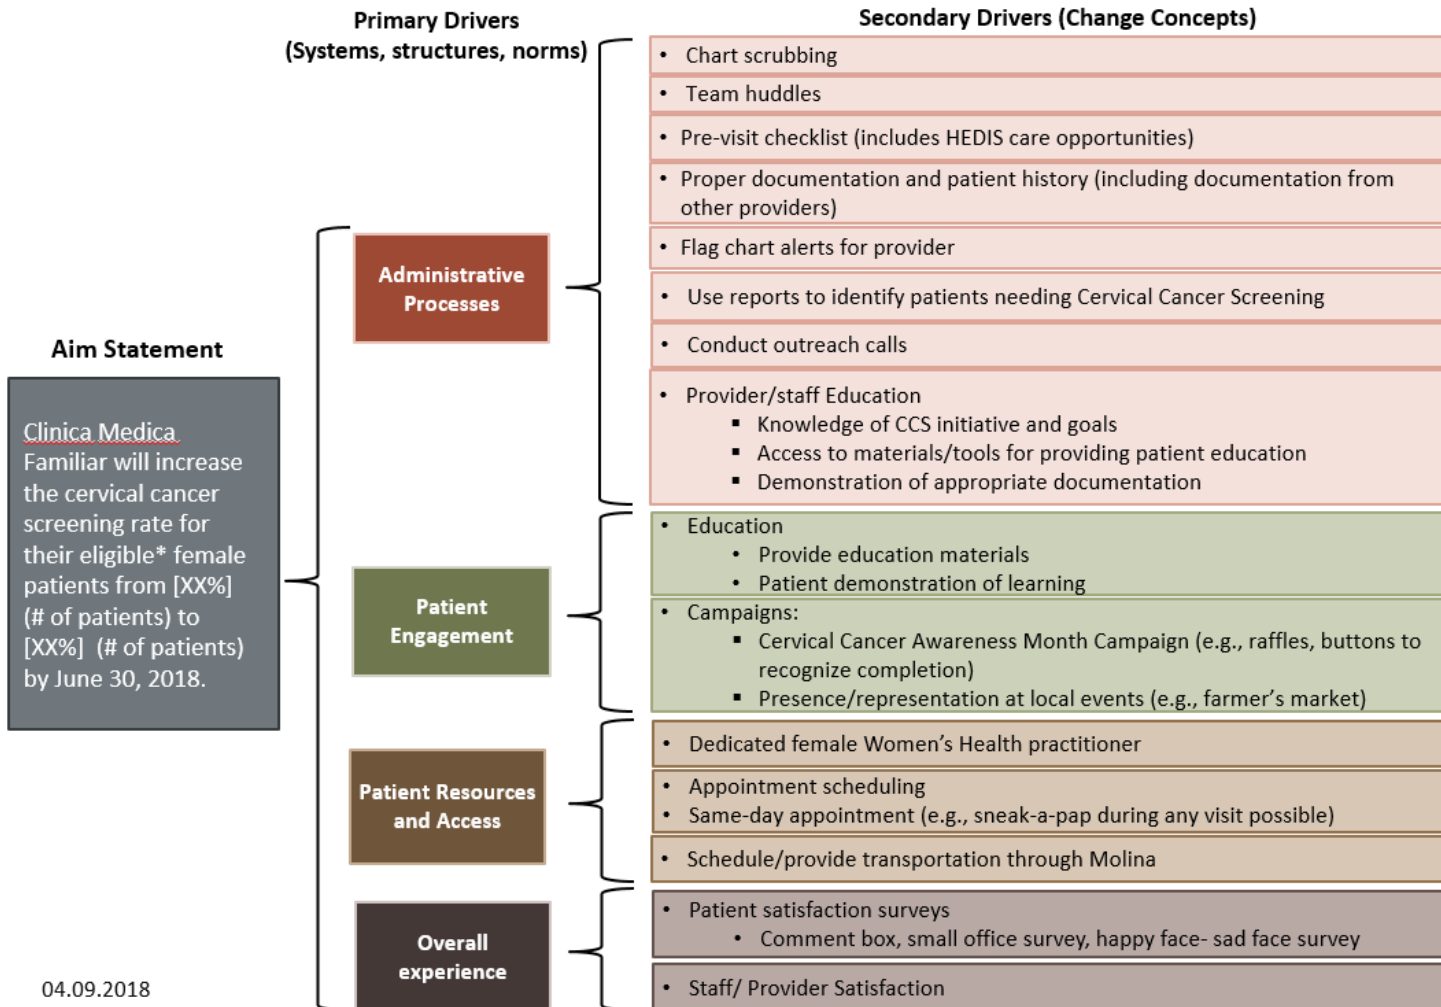 Primary Drivers
(Systems, structures, norms)
Secondary Drivers (Change Concepts)
Aim Statement
Clinica Medica
Familiar will increase
the cervical cancer
screening rate for
their eligible* female
patients from [XX%]
(# of patients) to
[XX%] (# of patients)
by June 30, 2018.
Administrative
Processes
• Chart scrubbing
• Team huddles
• Pre-visit checklist (includes HEDIS care opportunities)
• Proper documentation and patient history (including documentation from
other providers)
• Flag chart alerts for provider
• Use reports to identify patients needing Cervical Cancer Screening
• Conduct outreach calls
• Provider/staff Education
▪ Knowledge of CCS initiative and goals
▪ Access to materials/tools for providing patient education
▪ Demonstration of appropriate documentation
Patient
Engagement
• Education
• Provide education materials
• Patient demonstration of learning
• Campaigns:
▪ Cervical Cancer Awareness Month Campaign (e.g., raffles, buttons to
recognize completion)
▪ Presence/representation at local events (e.g., farmer's market)
Patient Resources
and Access
• Dedicated female Women's Health practitioner
• Appointment scheduling
• Same-day appointment (e.g., sneak-a-pap during any visit possible)
• Schedule/provide transportation through Molina
Overall
experience
• Patient satisfaction surveys
• Comment box, small office survey, happy face- sad face survey
• Staff/ Provider Satisfaction
04.09.2018